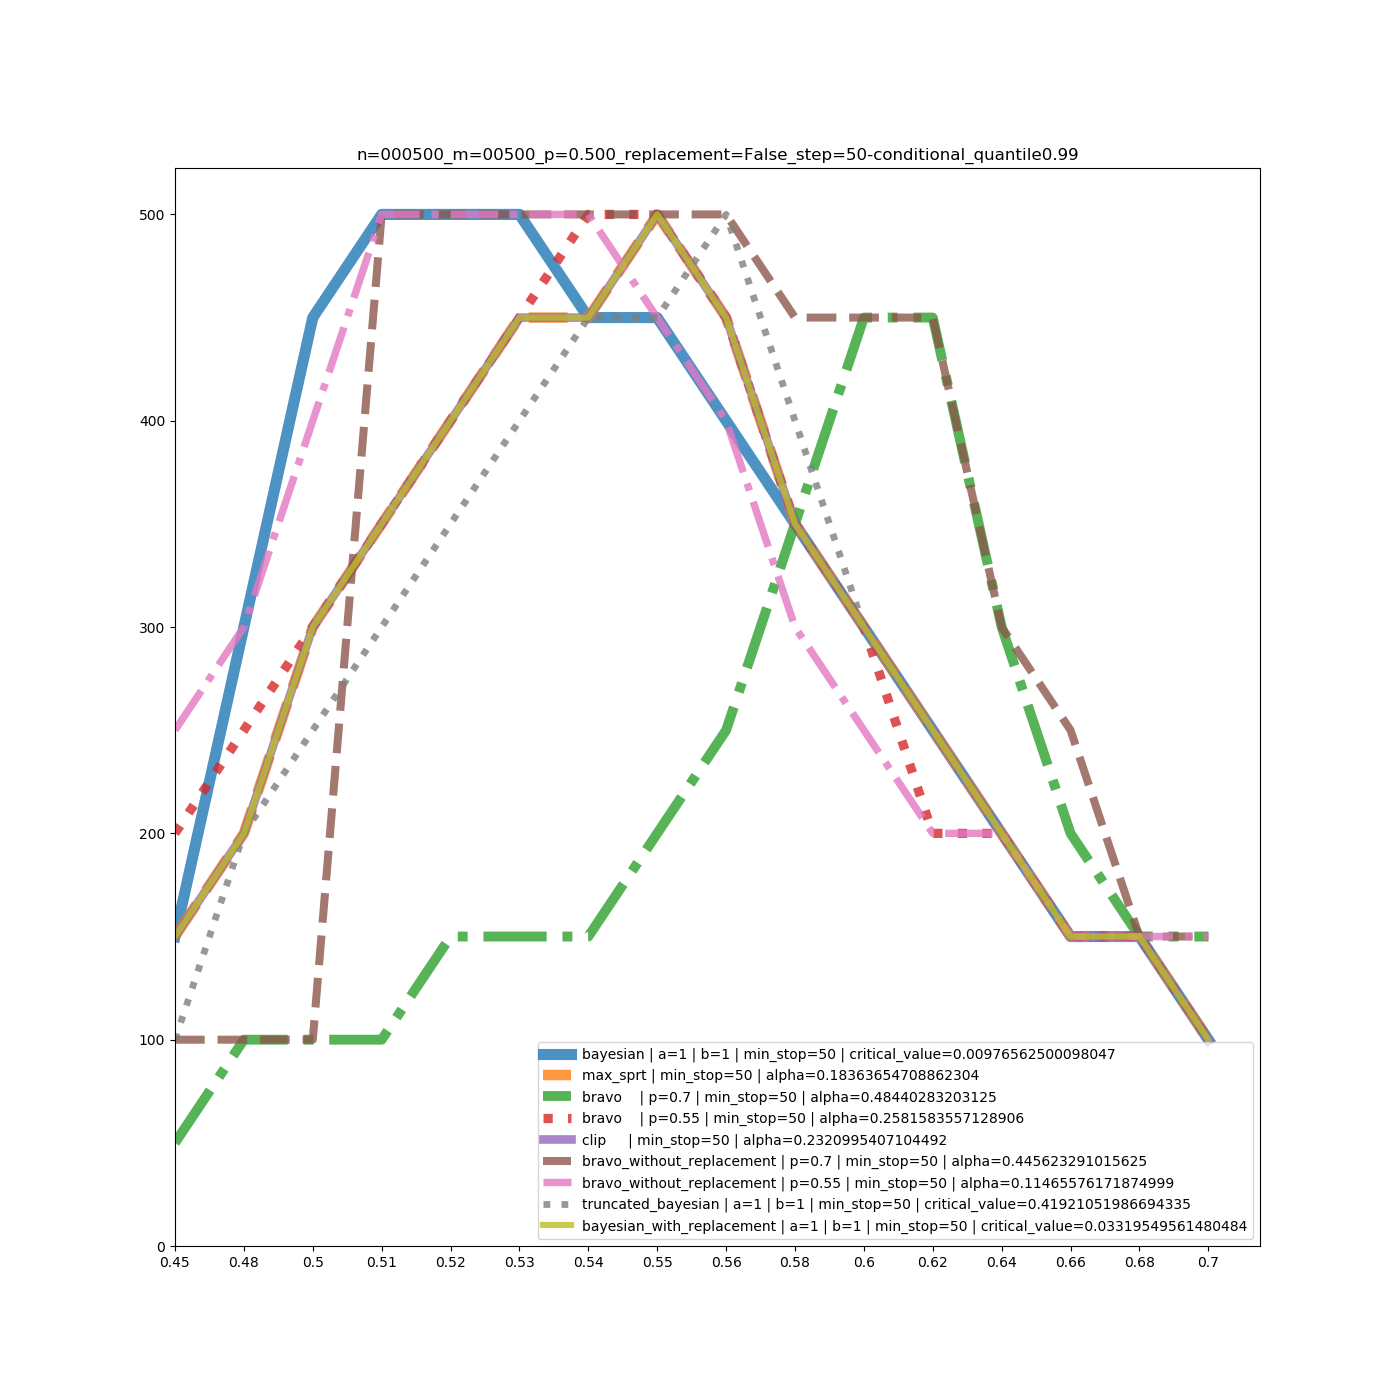 n=000500_m=00500_p=0.500_replacement=False_step=50-conditional_quantile0.99
500
400
300
200
100
0
bayesian | a=1 | b=1 | min_stop=50 | critical_value=0.00976562500098047
max_sprt | min_stop=50 | alpha=0.18363654708862304
bravo | p=0.7 | min_stop=50 | alpha=0.48440283203125
bravo | p=0.55 | min_stop=50 | alpha=0.2581583557128906
clip | min_stop=50 | alpha=0.2320995407104492
bravo_without_replacement | p=0.7 | min_stop=50 | alpha=0.445623291015625
bravo_without_replacement | p=0.55 | min_stop=50 | alpha=0.11465576171874999
truncated_bayesian | a=1 | b=1 | min_stop=50 | critical_value=0.41921051986694335
bayesian_with_replacement | a=1 | b=1 | min_stop=50 | critical_value=0.03319549561480484
0.45 0.48 0.5 0.51 0.52 0.53 0.54 0.55 0.56 0.58 0.6 0.62 0.64 0.66 0.68 0.7